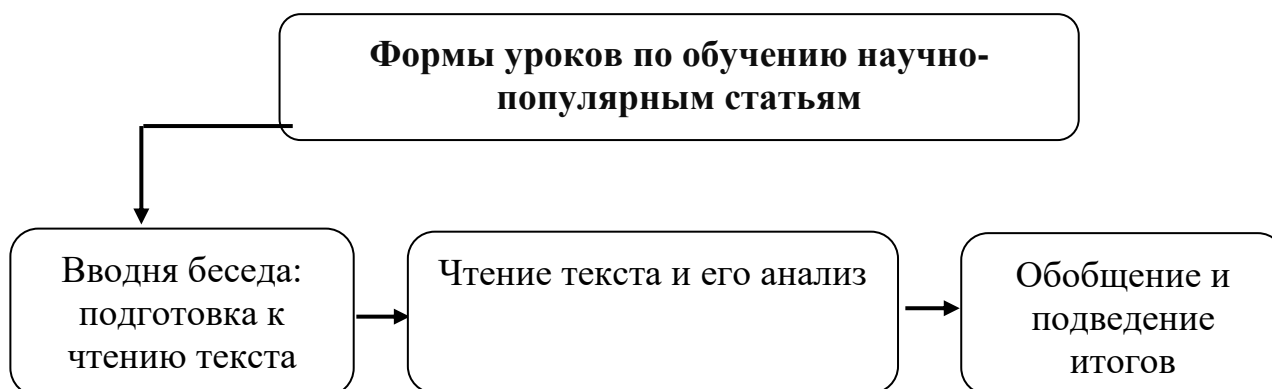 Формы уроков по обучению научно-
популярным статьям
Вводня беседа:
подготовка к
чтению текста
Чтение текста и его анализ
Обобщение и
подведение
итогов